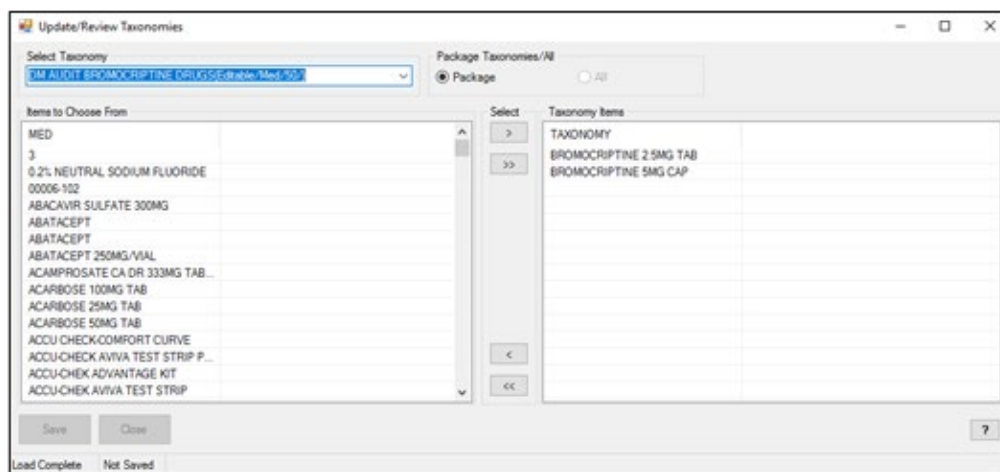 Update/Review Taxonomies
Select Taxonomy
DM AUDIT BROMOCRIPTINE DRUGS(Editable/Med/50/)
Package Taxonomies/All
Package
All
Items to Choose From
MED
3
0.2% NEUTRAL SODIUM FLUORIDE
00006-102
ABACAVIR SULFATE 300MG
ABATACEPT
ABATACEPT
ABATACEPT 250MG/VIAL
ACAMPROSATE CA DR 333MG TAB...
ACARBOSE 100MG TAB
ACARBOSE 25MG TAB
ACARBOSE 50MG TAB
ACCU CHECK-COMFORT CURVE
ACCU-CHECK AVIVA TEST STRIP P...
ACCU-CHEK ADVANTAGE KIT
ACCU-CHEK AVIVA TEST STRIP
Select
>
>>
<
<<
Taxonomy Items
TAXONOMY
BROMOCRIPTINE 2.5MG TAB
BROMOCRIPTINE 5MG CAP
Save
Close
?
Load Complete
Not Saved